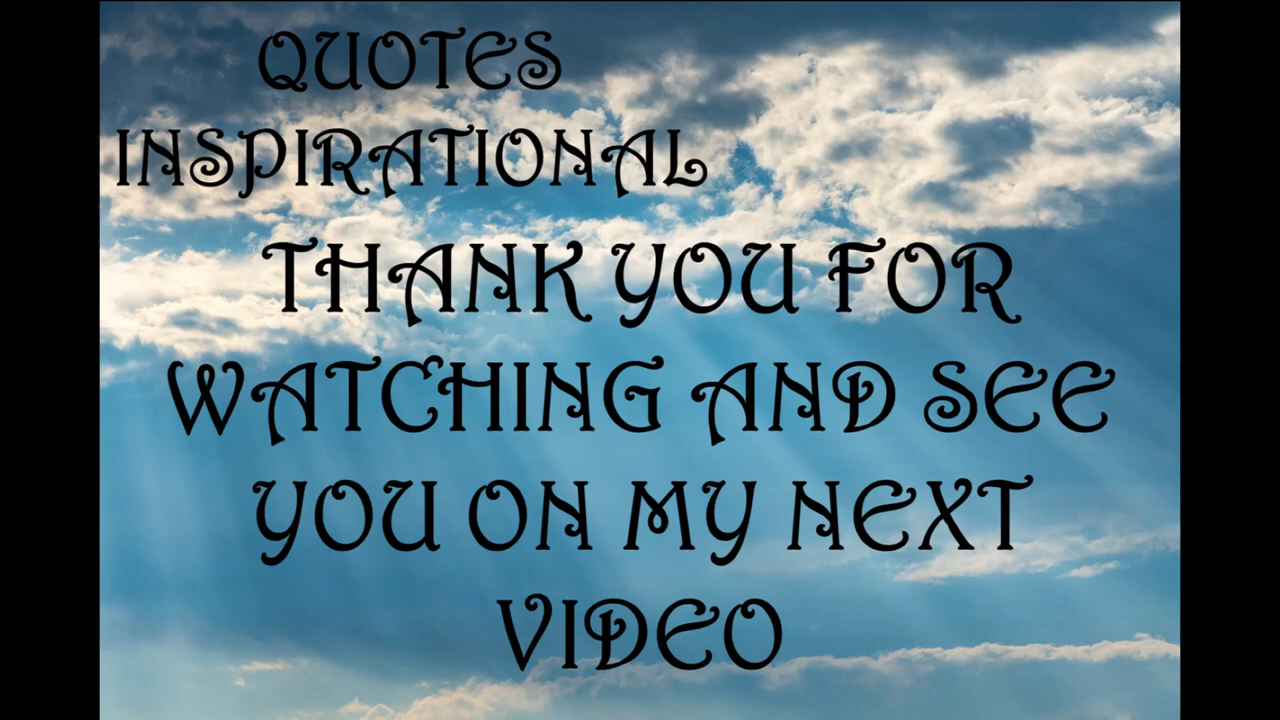 QUOTES
INSPIRATIONAL
THANK YOU FOR
WATCHING AND SEE
YOU ON MY NEXT
VIDEO